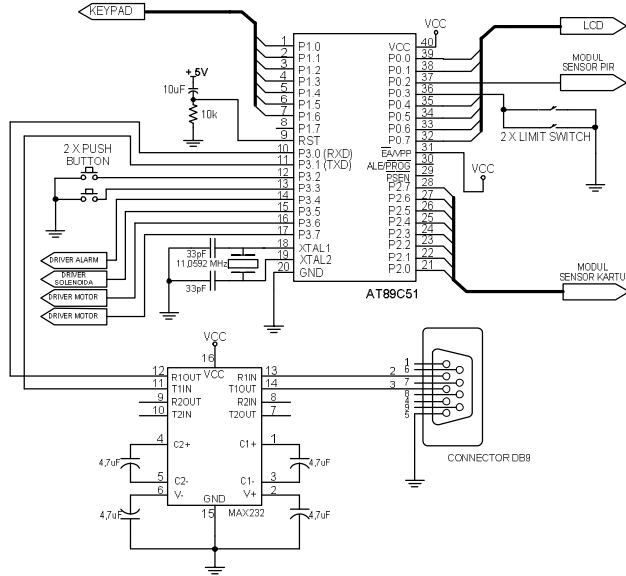 KEYPAD
+ 5V
10uF
10k
2 X PUSH
BUTTON
DRIVER ALARM
DRIVER
SOLENOIDA
DRIVER MOTOR
DRIVER MOTOR
33pF
11,0592 MHz
33pF
1 P1.0
2 P1.1
3 P1.2
4 P1.3
5 P1.4
6 P1.5
7 P1.6
8 P1.7
9 RST
10 P3.0 (RXD)
11 P3.1 (TXD)
12 P3.2
13 P3.3
14 P3.4
15 P3.5
16 P3.6
17 P3.7
18 XTAL1
19 XTAL2
20 GND
VCC
VCC 40
P0.0 39
P0.1 38
P0.2 37
P0.3 36
P0.4 35
P0.5 34
P0.6 33
P0.7 32
EA/VPP 31
ALE/PROG 30
PSEN 29
P2.7 28
P2.6 27
P2.5 26
P2.4 25
P2.3 24
P2.2 23
P2.1 22
P2.0 21
AT89C51
LCD
MODUL
SENSOR PIR
2 X LIMIT SWITCH
VCC
MODUL
SENSOR KARTU
VCC
16
VCC
12 R1OUT
11 T1IN
9 R2OUT
10 T2IN
4 C2+
5 C2-
6 V-
R1IN 13
T1OUT 14
R2IN 8
T2OUT 7
C1+ 1
C1- 3
V+ 2
GND
15
MAX232
4,7uF
4,7uF
4,7uF
4,7uF
2
3
1
6
7
8
4
9
5
CONNECTOR DB9